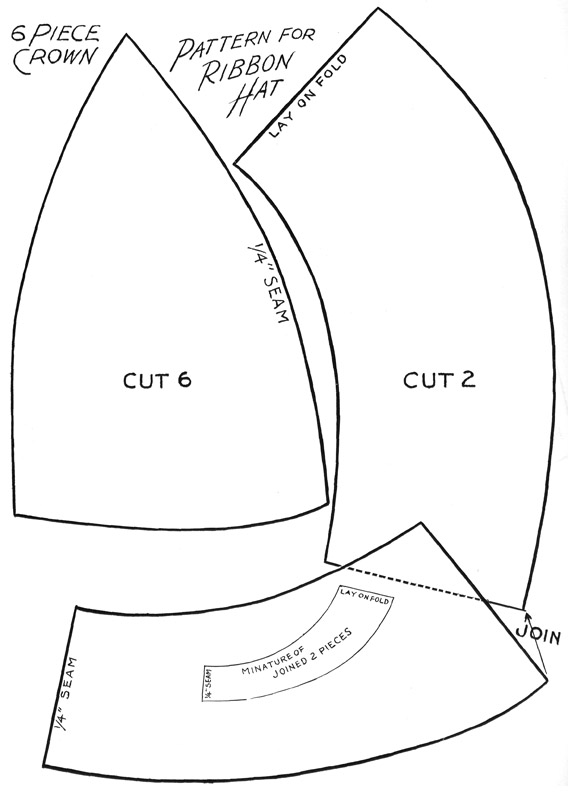 6 PIECE
CROWN
PATTERN FOR
RIBBON
HAT
LAY ON FOLD
1/4" SEAM
CUT 6
CUT 2
JOIN
LAY ON FOLD
MINATURE OF
JOINED 2 PIECES
1/4" SEAM
1/4" SEAM